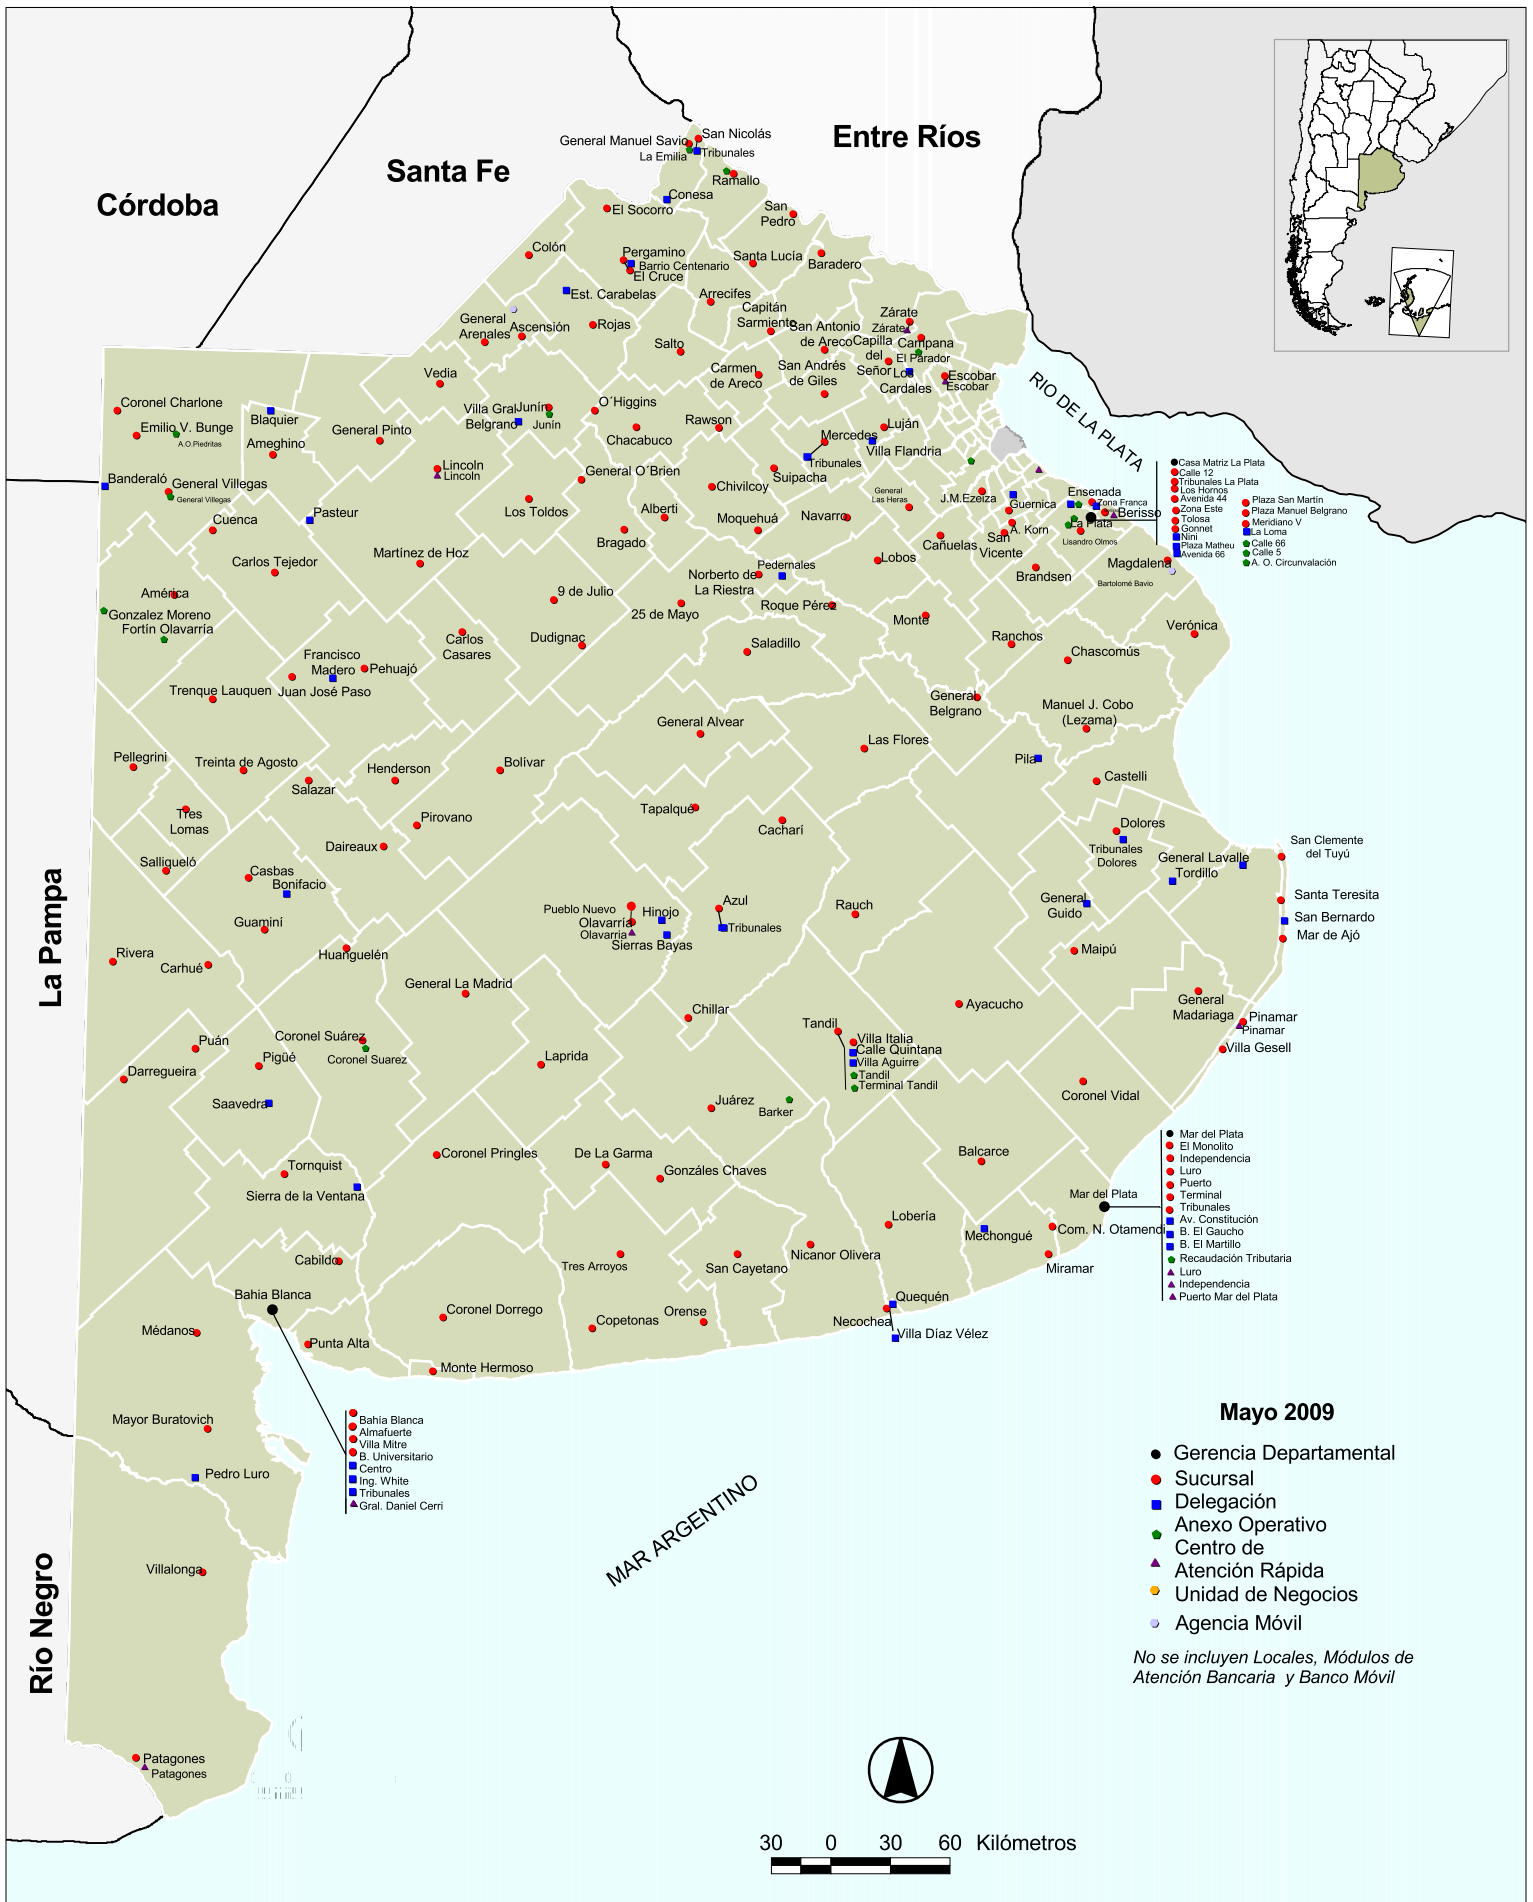 Córdoba
Santa Fe
Entre Ríos
General Manuel Savio
San Nicolás
La Emilia
Tribunales
Ramallo
Conesa
El Socorro
San
Pedro
Colón
Pergamino
Barrio Centenario
El Cruce
Santa Lucía
Baradero
Est. Carabelas
Arrecifes
Capitán
Sarmiento
General
Arenales
Ascensión
Rojas
San Antonio
de Areco
Zárate
Zárate
Campana
El Parador
Capilla
del
Señor
Los
Cardales
Salto
Carmen
de Areco
San Andrés
de Giles
Escobar
Escobar
RIO DE LA PLATA
Vedia
Coronel Charlone
Emilio V. Bunge
A.O.Piedritas
Blaquier
Ameghino
General Pinto
Villa Gral
Belgrano
Junín
Junín
O´Higgins
Chacabuco
Rawson
Mercedes
Tribunales
Luján
Villa Flandria
Lincoln
Lincoln
General O´Brien
Suipacha
Banderaló
General Villegas
General Villegas
Cuenca
Pasteur
Los Toldos
Chivilcoy
Alberti
Bragado
Moquehuá
Navarro
General
Las Heras
J.M.Ezeiza
Guernica
A. Korn
San
Vicente
Cañuelas
Lobos
Ensenada
Zona Franca
Berisso
La Plata
Lisandro Olmos
Brandsen
Magdalena
Bartolomé Bavio
Casa Matriz La Plata
Calle 12
Tribunales La Plata
Los Hornos
Avenida 44
Zona Este
Tolosa
Gonnet
Nini
Plaza Matheu
Avenida 66
Plaza San Martín
Plaza Manuel Belgrano
Meridiano V
La Loma
Calle 66
Calle 5
A. O. Circunvalación
Carlos Tejedor
Martínez de Hoz
América
Gonzalez Moreno
Fortín Olavarría
9 de Julio
25 de Mayo
Norberto de
La Riestra
Pedernales
Roque Pérez
Monte
Ranchos
Verónica
Chascomús
Carlos
Casares
Dudignac
Saladillo
Francisco
Madero
Pehuajó
Juan José Paso
Trenque Lauquen
General
Belgrano
Manuel J. Cobo
(Lezama)
General Alvear
Las Flores
Pila
Castelli
Pellegrini
Treinta de Agosto
Salazar
Henderson
Bolívar
Tres
Lomas
Pirovano
Daireaux
Tapalqué
Cacharí
Dolores
Tribunales
Dolores
General Lavalle
Tordillo
San Clemente
del Tuyú
Salliqueló
Casbas
Bonifacio
Guaminí
Santa Teresita
San Bernardo
Mar de Ajó
Pueblo Nuevo
Olavarría
Olavarria
Hinojo
Sierras Bayas
Azul
Tribunales
Rauch
General
Guido
Maipú
La Pampa
Rivera
Carhué
Huanguelén
General La Madrid
Chillar
Ayacucho
General
Madariaga
Pinamar
Pinamar
Villa Gesell
Puán
Pigüé
Darregueira
Coronel Suárez
Coronel Suarez
Laprida
Tandil
Villa Italia
Calle Quintana
Villa Aguirre
Tandil
Terminal Tandil
Saavedra
Juárez
Barker
Coronel Vidal
Tornquist
Sierra de la Ventana
Coronel Pringles
De La Garma
Gonzáles Chaves
Balcarce
Mar del Plata
Mar del Plata
El Monolito
Independencia
Luro
Puerto
Terminal
Tribunales
Av. Constitución
B. El Gaucho
B. El Martillo
Recaudación Tributaria
Luro
Independencia
Puerto Mar del Plata
Lobería
Mechongué
Com. N. Otamendi
Miramar
Cabildo
Tres Arroyos
San Cayetano
Nicanor Olivera
Bahia Blanca
Médanos
Punta Alta
Coronel Dorrego
Copetonas
Orense
Quequén
Necochea
Villa Díaz Vélez
Monte Hermoso
Mayor Buratovich
Pedro Luro
Bahía Blanca
Almafuerte
Villa Mitre
B. Universitario
Centro
Ing. White
Tribunales
Gral. Daniel Cerri
MAR ARGENTINO
Río Negro
Villalonga
Patagones
Patagones
Mayo 2009
Gerencia Departamental
Sucursal
Delegación
Anexo Operativo
Centro de
Atención Rápida
Unidad de Negocios
Agencia Móvil
No se incluyen Locales, Módulos de
Atención Bancaria y Banco Móvil
30 0 30 60 Kilómetros